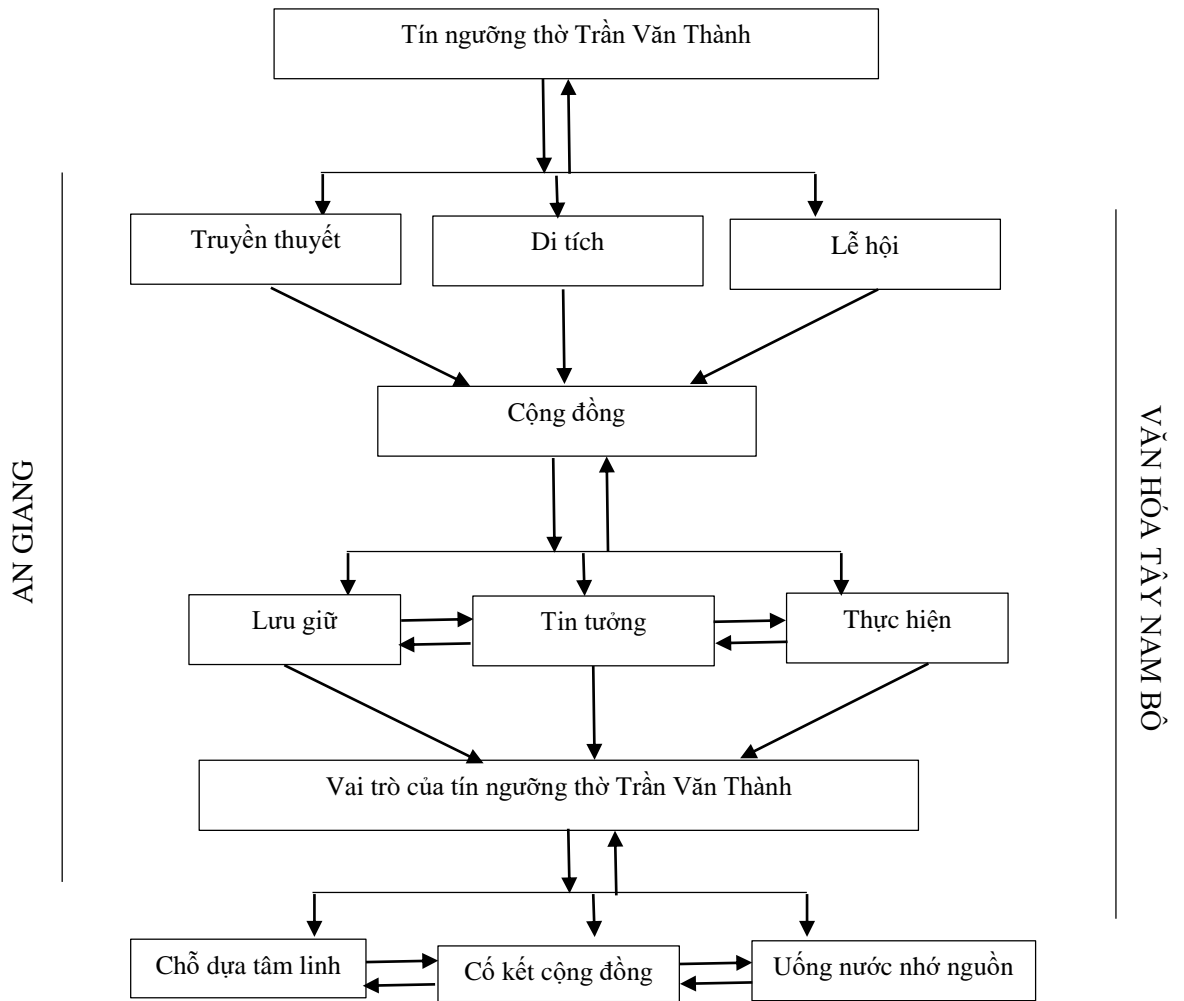 Tín ngưỡng thờ Trần Văn Thành
Truyền thuyết
Di tích
Lễ hội
Cộng đồng
AN GIANG
VĂN HÓA TÂY NAM BÔ
Lưu giữ
Tin tưởng
Thực hiện
Vai trò của tín ngưỡng thờ Trần Văn Thành
Chỗ dựa tâm linh
Cố kết cộng đồng
Uống nước nhớ nguồn